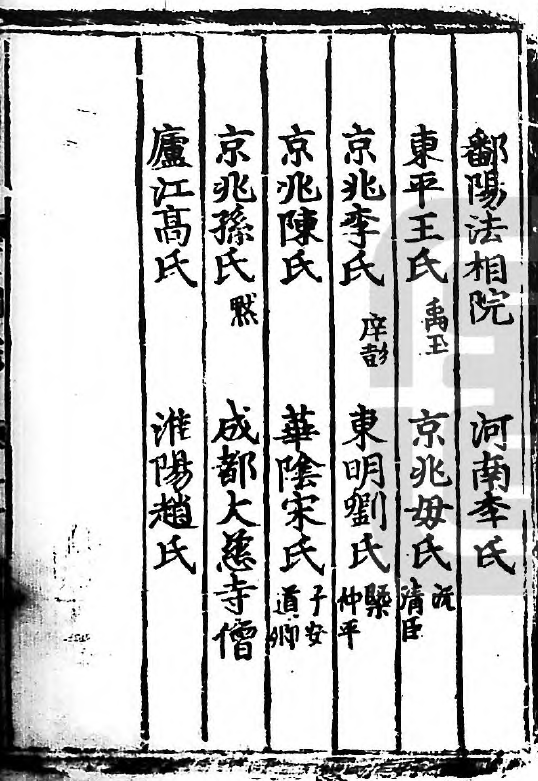 鄱陽法相院 河南李氏
東平王氏 禹玉 京兆毋氏 沆清臣
京兆李氏 庠彭 東明劉氏 槩仲平
京兆陳氏 華陰宋氏 子安道卿
京兆孫氏 默 成都大慈寺僧
廬江高氏 淮陽趙氏